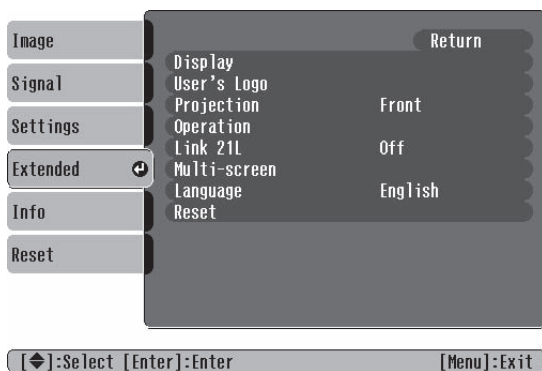 Image
Signal
Settings
Extended
Info
Reset
Return
Display
User's Logo
Projection Front
Operation
Link 21L Off
Multi-screen
Language English
Reset
[◆]:Select [Enter]:Enter [Menu]:Exit